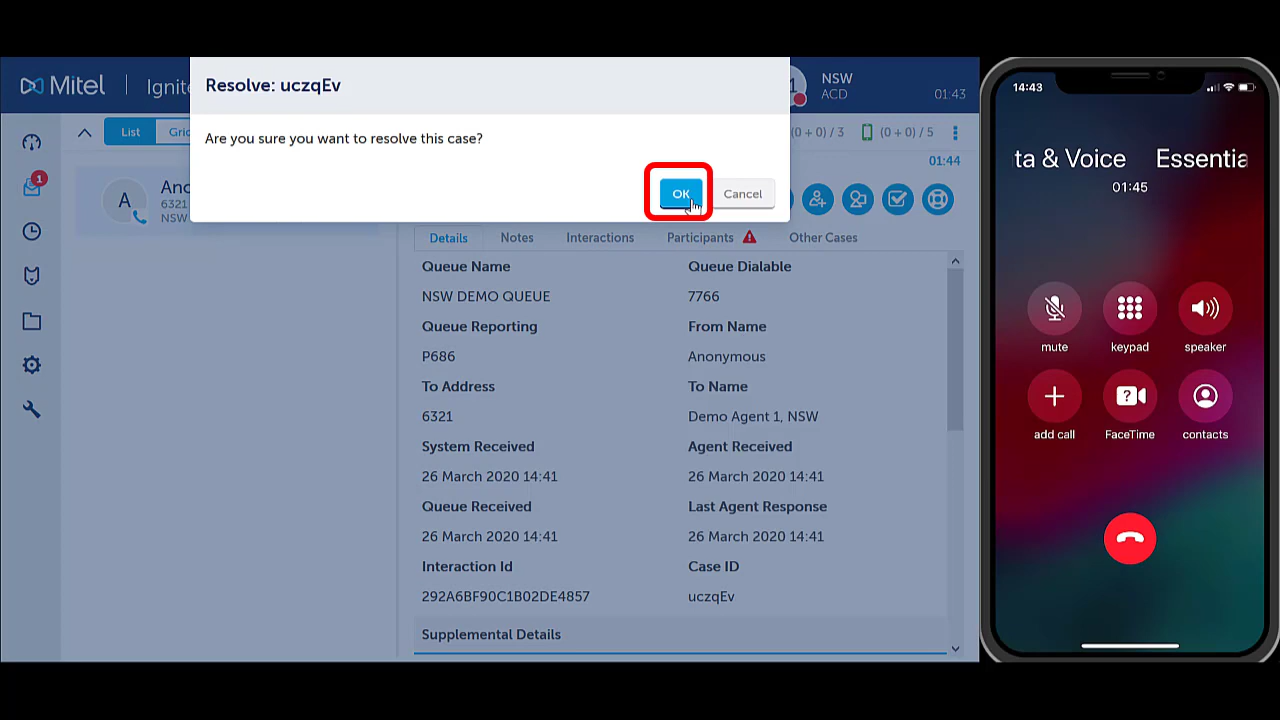 Mitel
Ignite
Resolve: uczqEv
NSW
ACD
01:43
List
Are you sure you want to resolve this case?
(0 + 0) / 3
(0 + 0) / 5
01:44
1
A
6321
NSW
OK
Cancel
Details
Notes
Interactions
Participants
Other Cases
Queue Name
Queue Dialable
NSW DEMO QUEUE
7766
Queue Reporting
From Name
P686
Anonymous
To Address
To Name
6321
Demo Agent 1, NSW
System Received
Agent Received
26 March 2020 14:41
26 March 2020 14:41
Queue Received
Last Agent Response
26 March 2020 14:41
26 March 2020 14:41
Interaction Id
Case ID
292A6BF90C1B02DE4857
uczqEv
Supplemental Details
14:43
ta & Voice Essentia
01:45
mute
keypad
speaker
add call
FaceTime
contacts